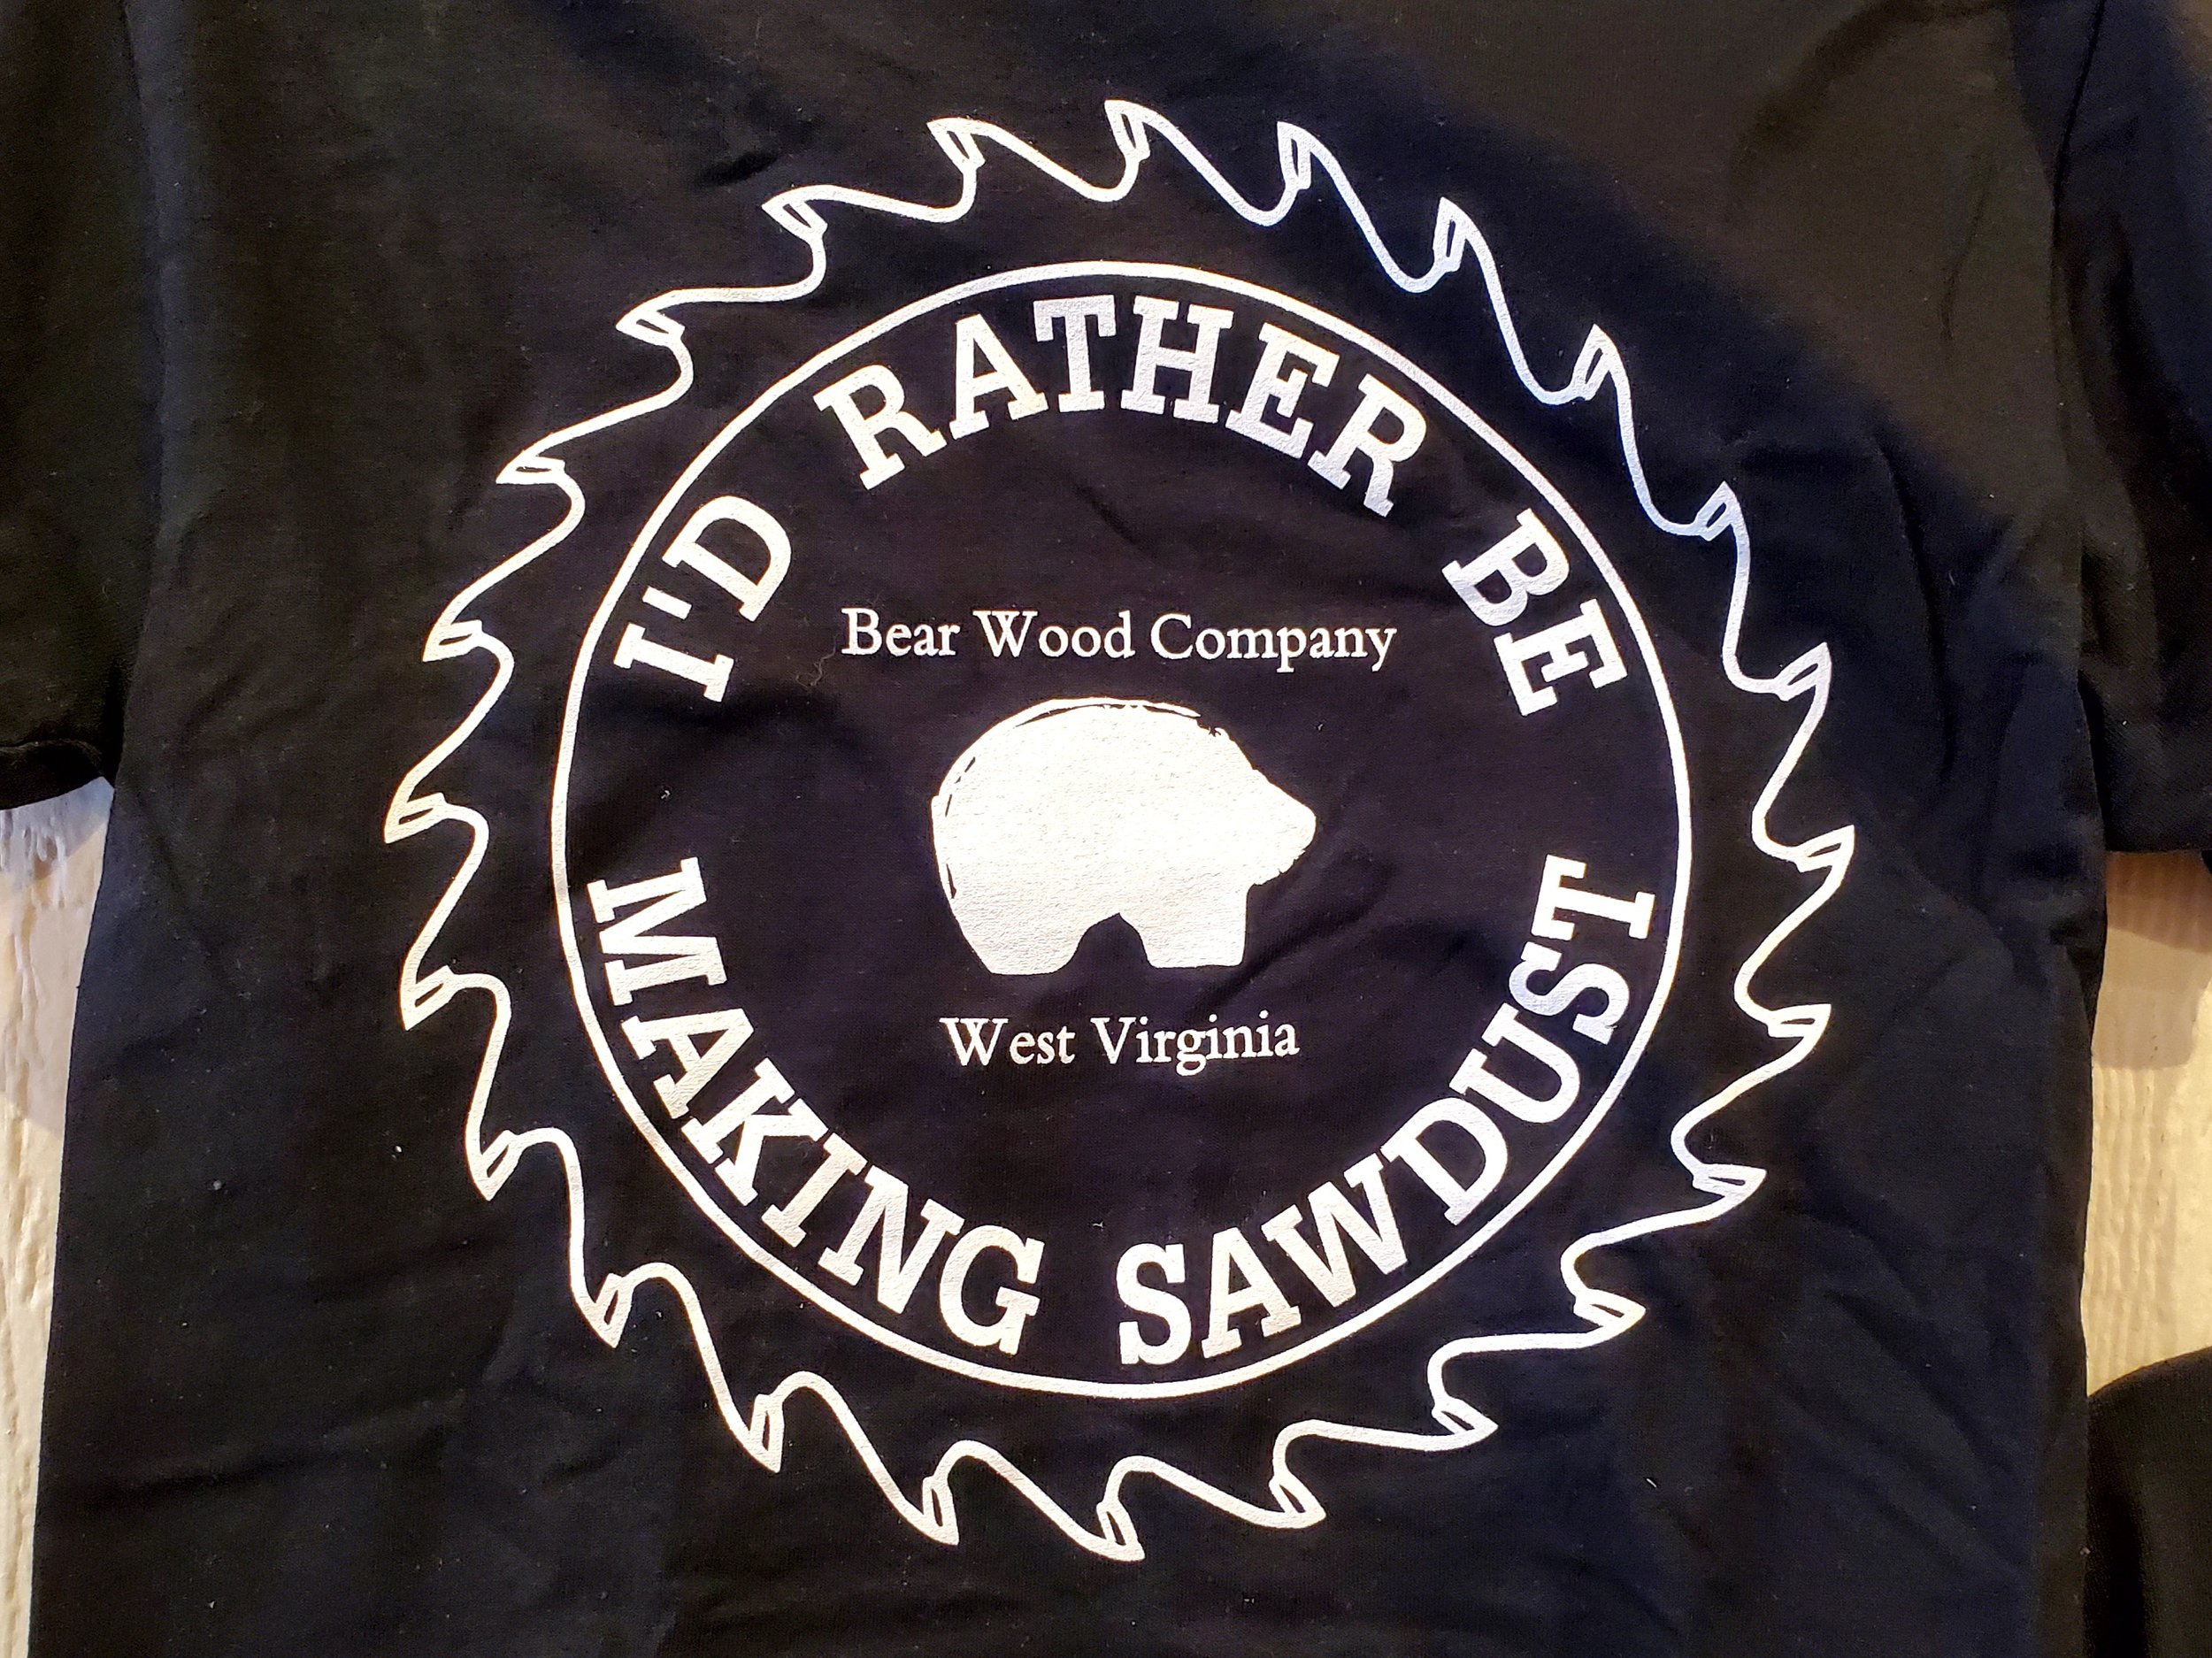 I'D RATHER BE
Bear Wood Company
West Virginia
MAKING SAWDUST